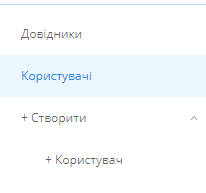 Довідники
Користувачі
+ Створити
+ Користувач